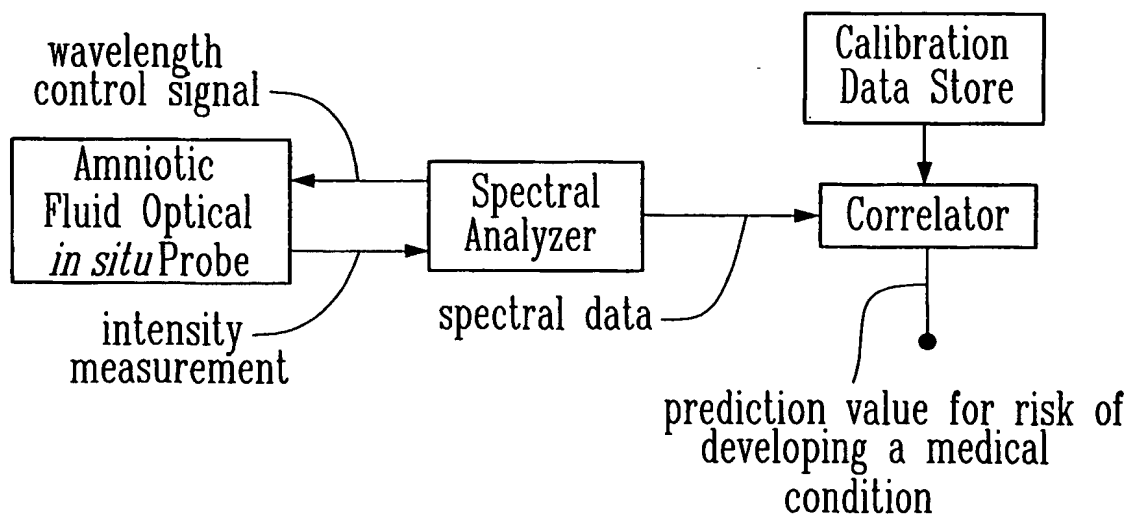 wavelength
control signal
Calibration
Data Store
Amniotic
Fluid Optical
in situ Probe
Spectral
Analyzer
Correlator
intensity
measurement
spectral data
prediction value for risk of
developing a medical
condition